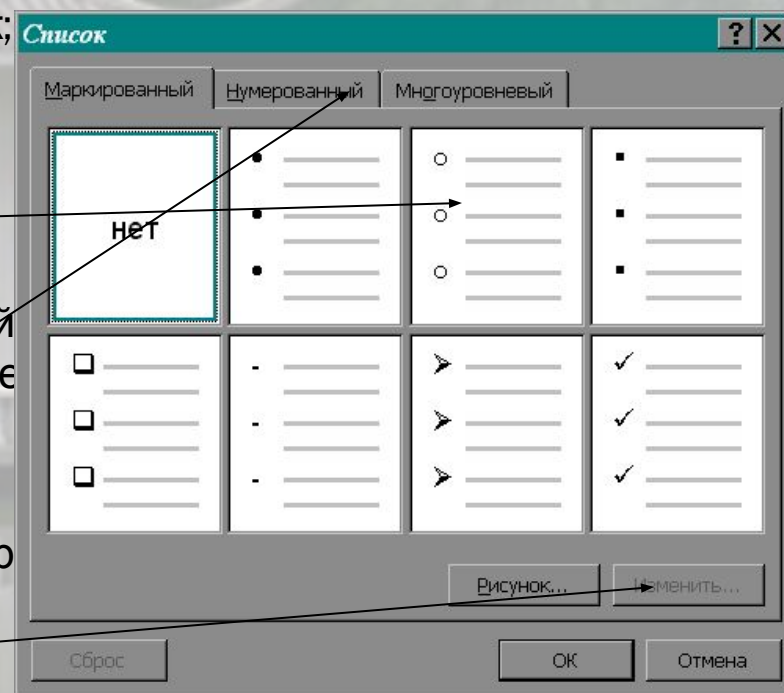 Список
Маркированный Нумерованный Многоуровневый
нет
Рисунок... Изменить...
Сброс ОК Отмена